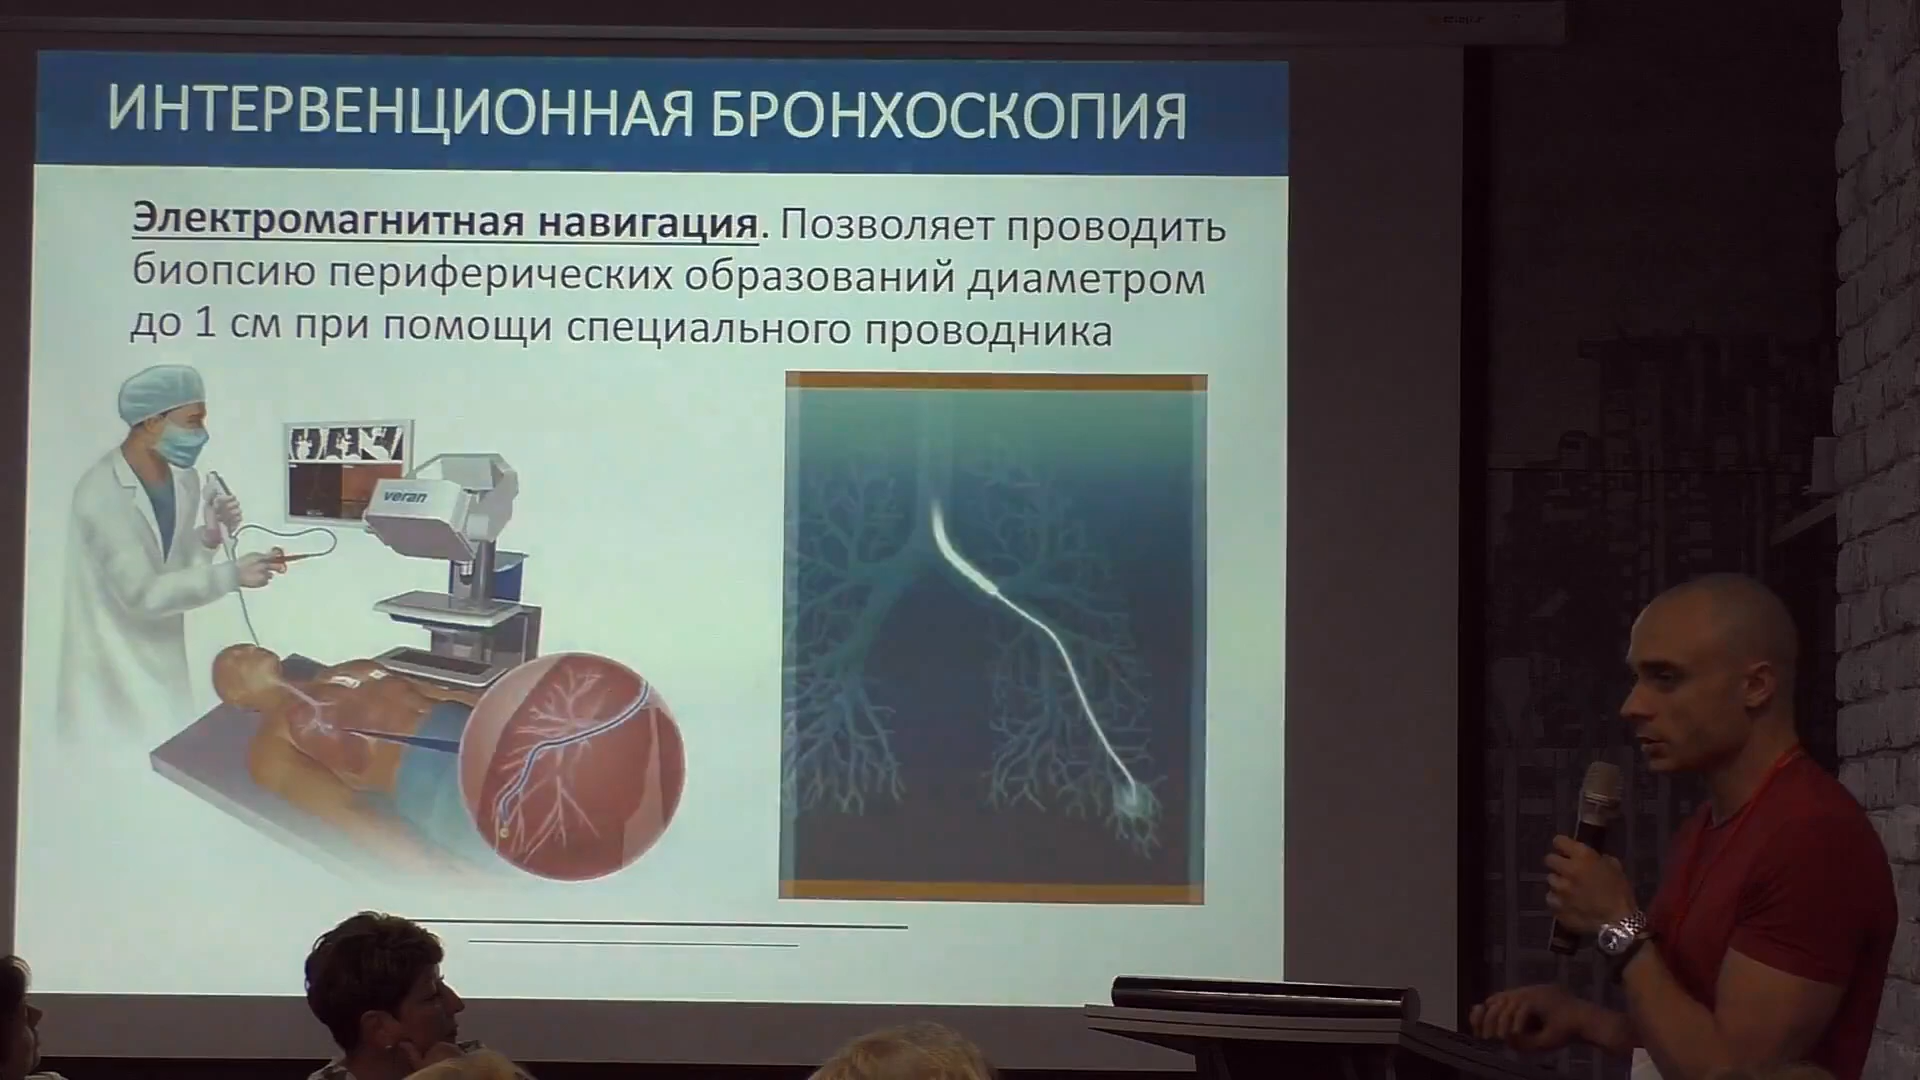 ИНТЕРВЕНЦИОННАЯ БРОНХОСКОПИЯ
Электромагнитная навигация. Позволяет проводить
биопсию периферических образований диаметром
до 1 см при помощи специального проводника
veran